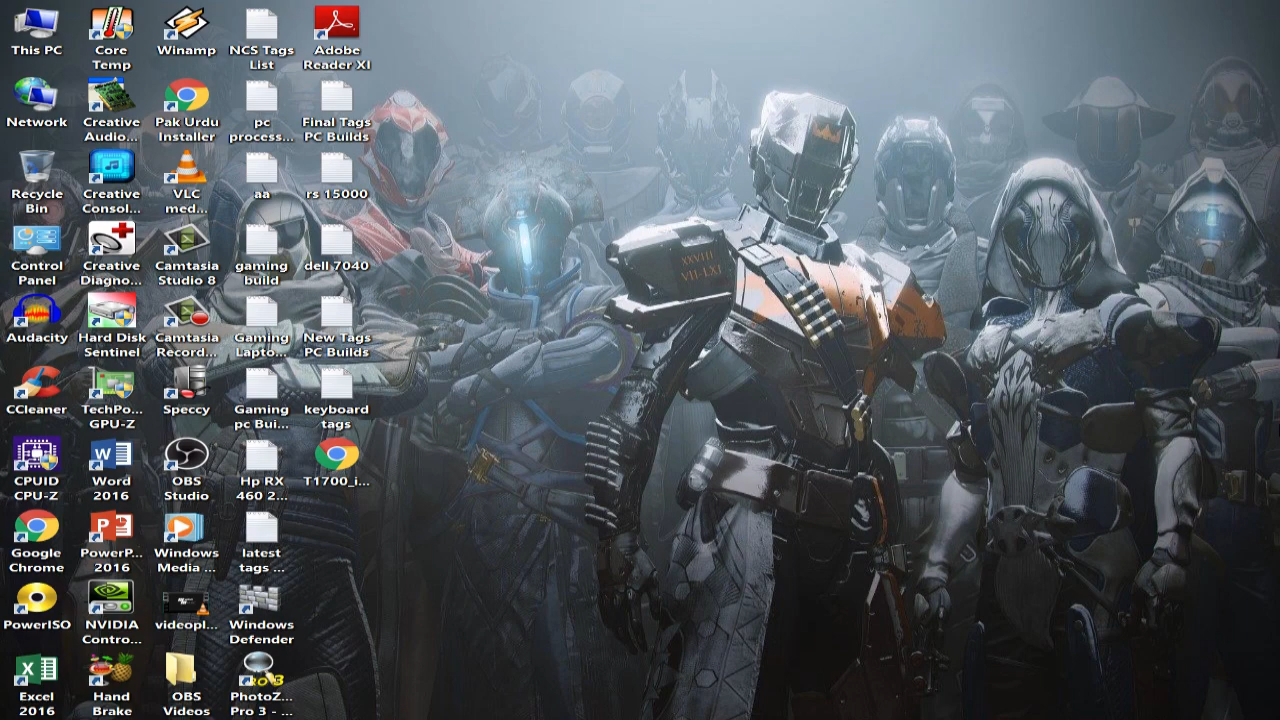 This PC
Network
Recycle
Bin
Control
Panel
Audacity
CCleaner
CPUID
CPU-Z
Google
Chrome
PowerISO
Excel
2016
Core
Temp
Creative
Audio...
Creative
Consol...
Creative
Diagno...
Hard Disk
Sentinel
TechPo...
GPU-Z
Word
2016
PowerP...
2016
NVIDIA
Contro...
Hand
Brake
Winamp
Pak Urdu
Installer
VLC
med...
Camtasia
Studio 8
Camtasia
Record...
Speccy
OBS
Studio
Windows
Media ...
videopl...
OBS
Videos
NCS Tags
List
pc
process...
aa
gaming
build
Gaming
Lapto...
Gaming
pc Bui...
Hp RX
460 2...
latest
tags ...
Windows
Defender
PhotoZ...
Pro 3 - ...
Adobe
Reader XI
Final Tags
PC Builds
rs 15000
dell 7040
New Tags
PC Builds
keyboard
tags
T1700_i...
XXVIII
VII-LXI